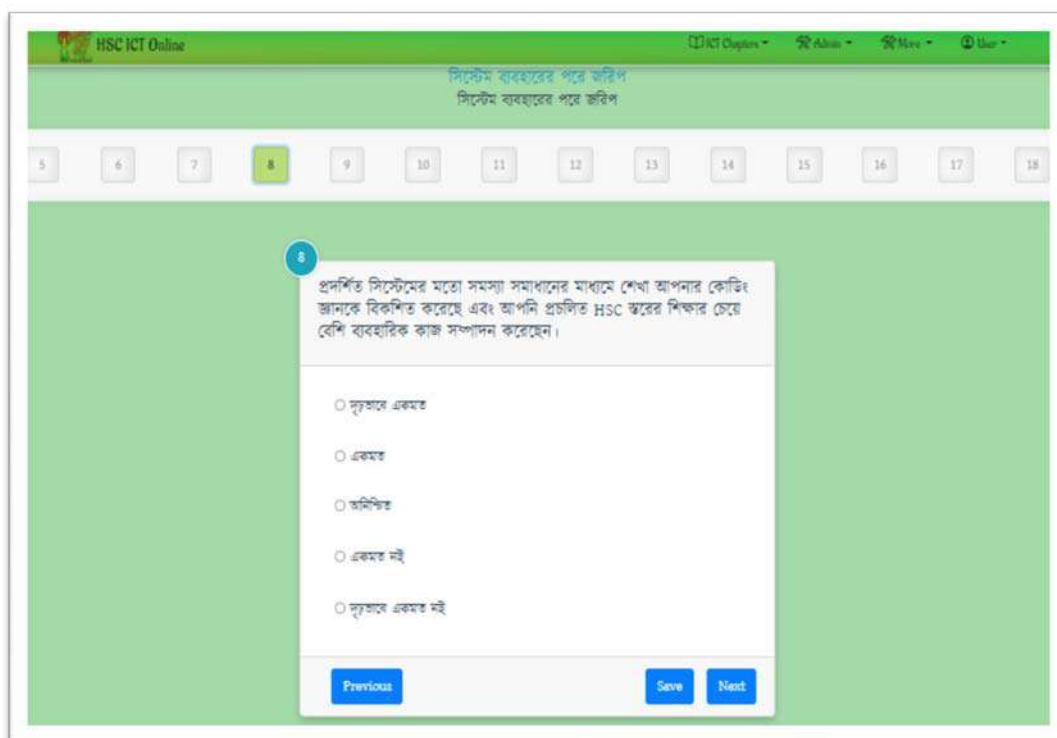 HSC ICT Online
ICT Chapters
Admin
More
User
সিস্টেম ব্যবহারের পরে জরিপ
সিস্টেম ব্যবহারের পরে জরিপ
5 6 7 8 9 10 11 12 13 14 15 16 17 18
8
প্রদর্শিত সিস্টেমের মতো সমস্যা সমাধানের মাধ্যমে শেখা আপনার কোডিং
জ্ঞানকে বিকশিত করেছে এবং আপনি প্রচলিত HSC স্তরের শিক্ষার চেয়ে
বেশি ব্যবহারিক কাজ সম্পাদন করেছেন।
দৃঢ়ভাবে একমত
একমত
অনিশ্চিত
একমত নই
দৃঢ়ভাবে একমত নই
Previous Save Next